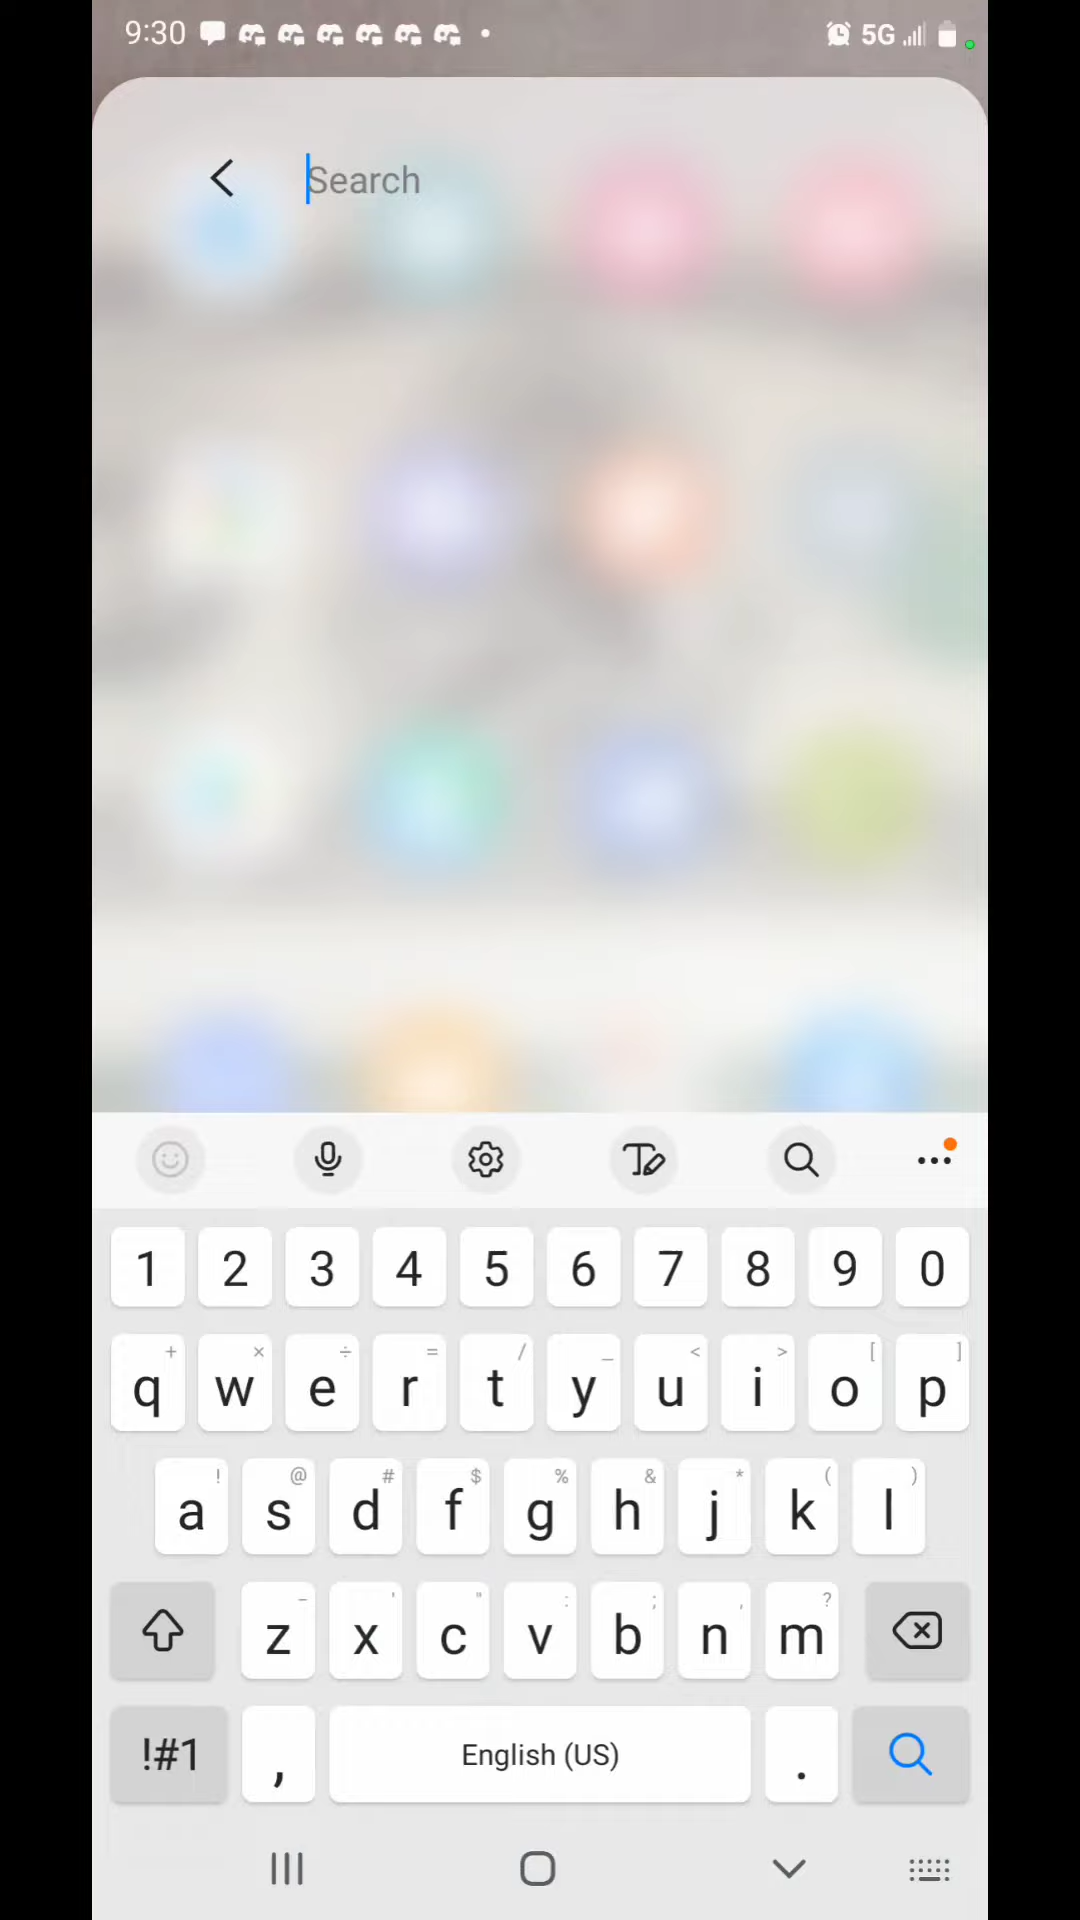 9:30 5G
Search
1 2 3 4 5 6 7 8 9 0
+ × ÷ = / _ < > [ ]
q w e r t y u i o p
! @ # $ % & * ( )
a s d f g h j k l
- ' " : ; , ?
z x c v b n m
!#1 , English (US) .